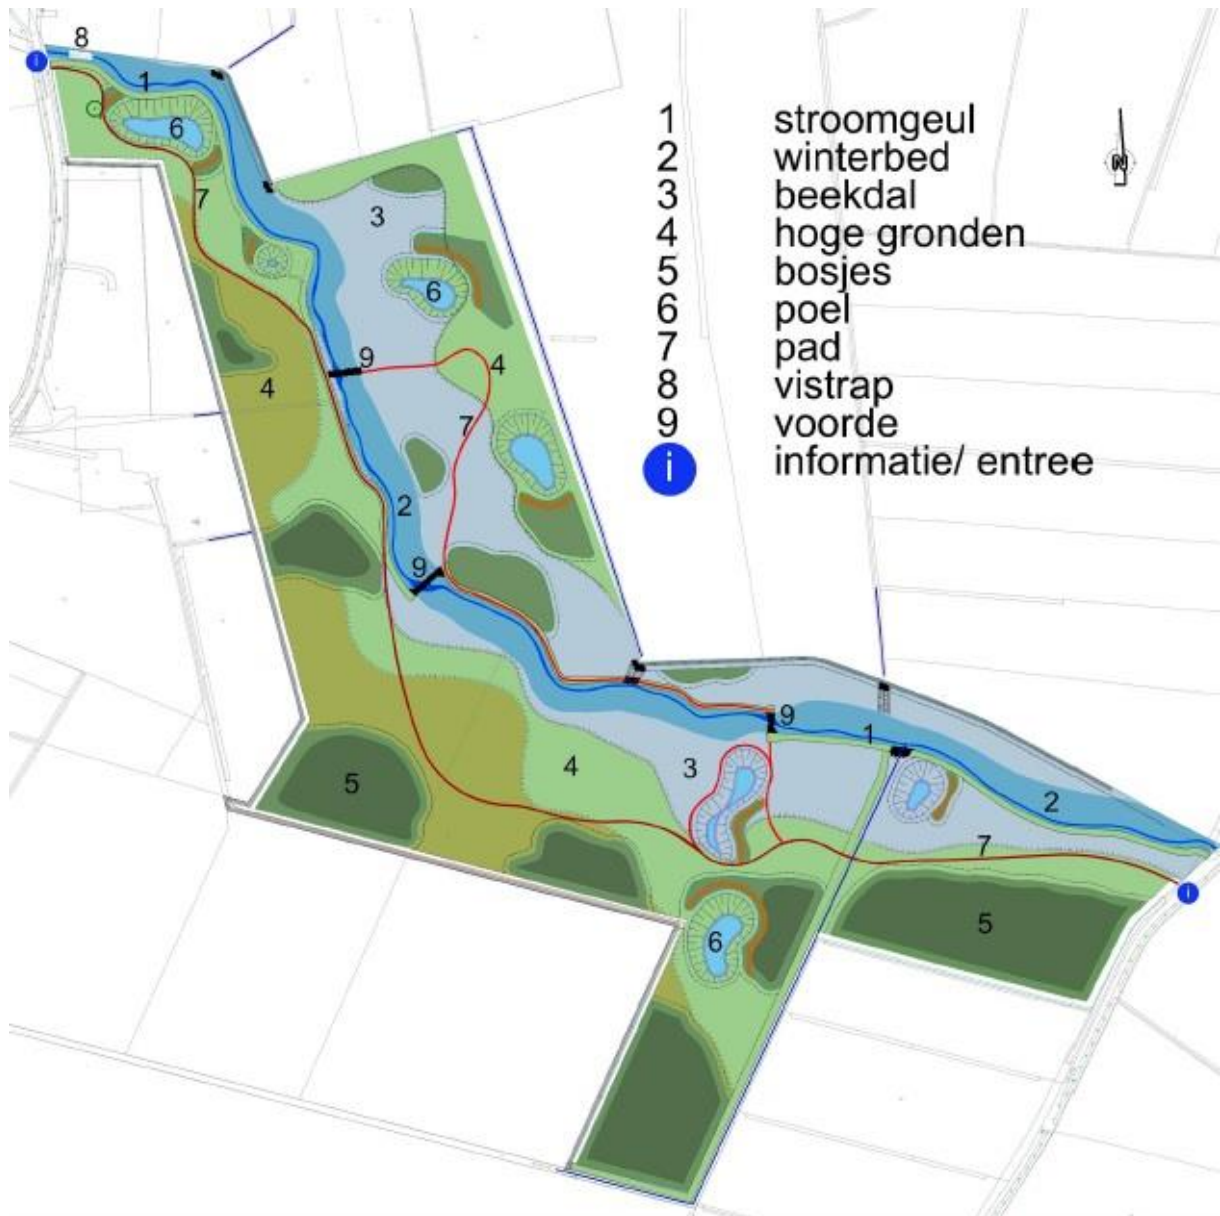 8
i
1
6
1 stroomgeul
2 winterbed
3 beekdal
4 hoge gronden
5 bosjes
6 poel
7 pad
8 vistrap
9 voorde
i informatie/ entree
N
7
3
6
9
4
4
7
2
9
9
1
5
4
3
2
7
i
5
6